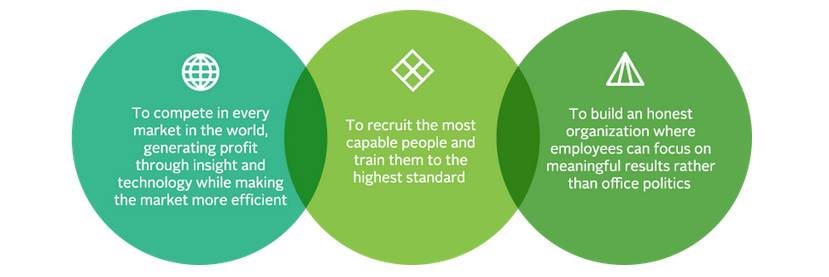 To compete in every
market in the world,
generating profit
through insight and
technology while making
the market more efficient
To recruit the most
capable people and
train them to the
highest standard
To build an honest
organization where
employees can focus on
meaningful results rather
than office politics